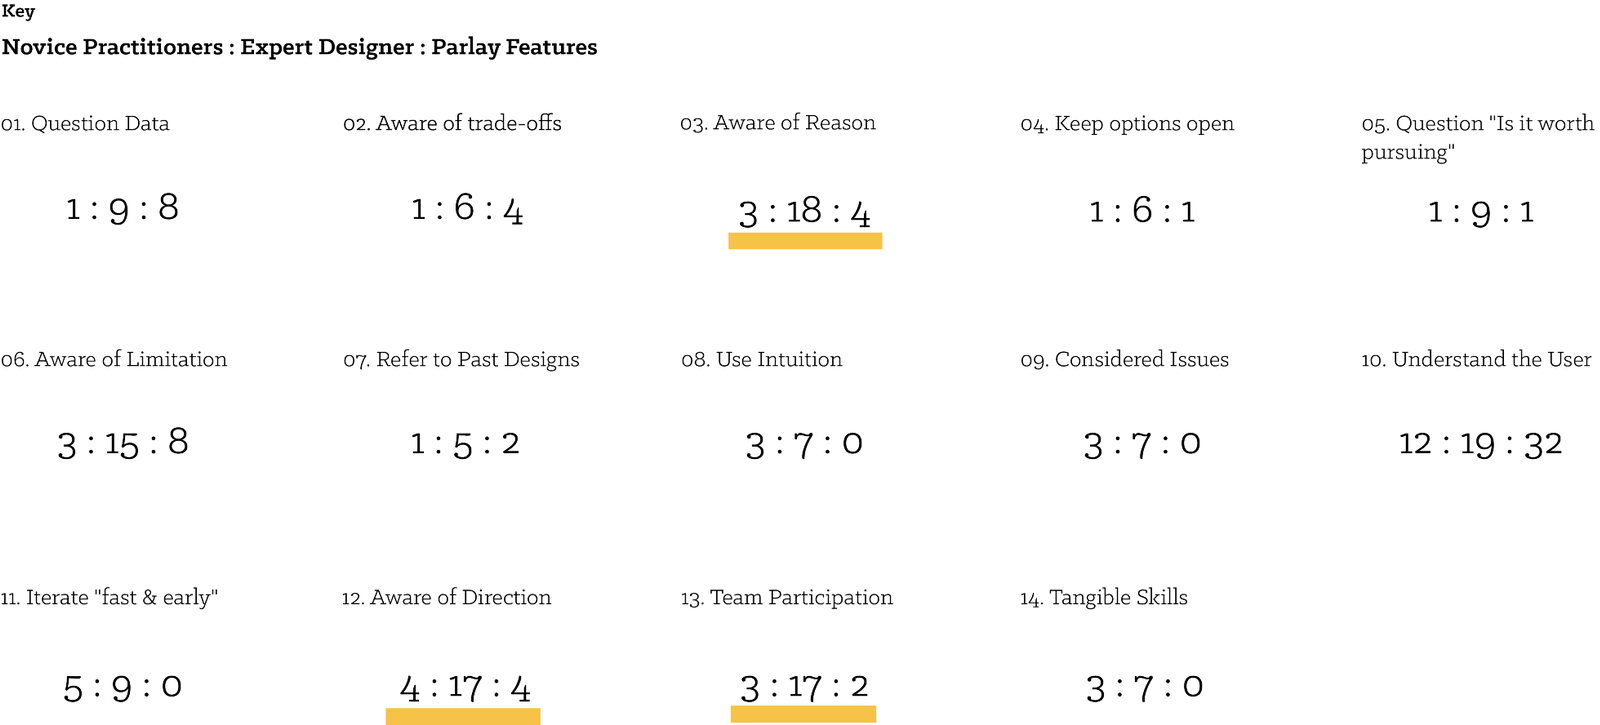 Key
Novice Practitioners : Expert Designer : Parlay Features
01. Question Data
02. Aware of trade-offs
03. Aware of Reason
04. Keep options open
05. Question "Is it worth
pursuing"
1 : 9 : 8
1 : 6 : 4
3 : 18 : 4
1 : 6 : 1
1 : 9 : 1
06. Aware of Limitation
07. Refer to Past Designs
08. Use Intuition
09. Considered Issues
10. Understand the User
3 : 15 : 8
1 : 5 : 2
3 : 7 : 0
3 : 7 : 0
12 : 19 : 32
11. Iterate "fast & early"
12. Aware of Direction
13. Team Participation
14. Tangible Skills
5 : 9 : 0
4 : 17 : 4
3 : 17 : 2
3 : 7 : 0